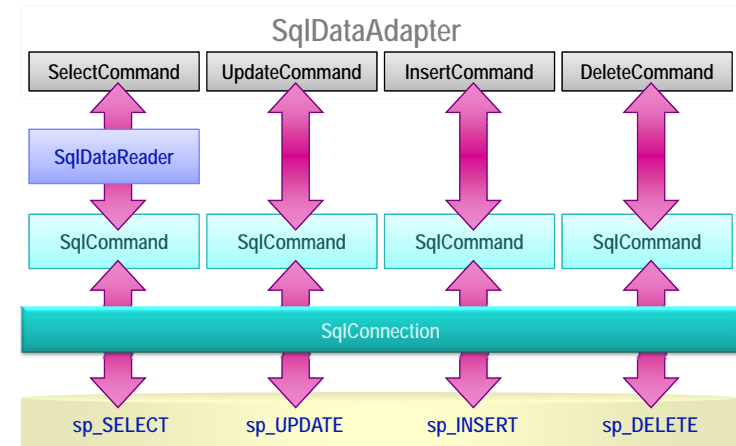 SqlDataAdapter
SelectCommand UpdateCommand InsertCommand DeleteCommand
SqlDataReader
SqlCommand SqlCommand SqlCommand SqlCommand
SqlConnection
sp_SELECT sp_UPDATE sp_INSERT sp_DELETE